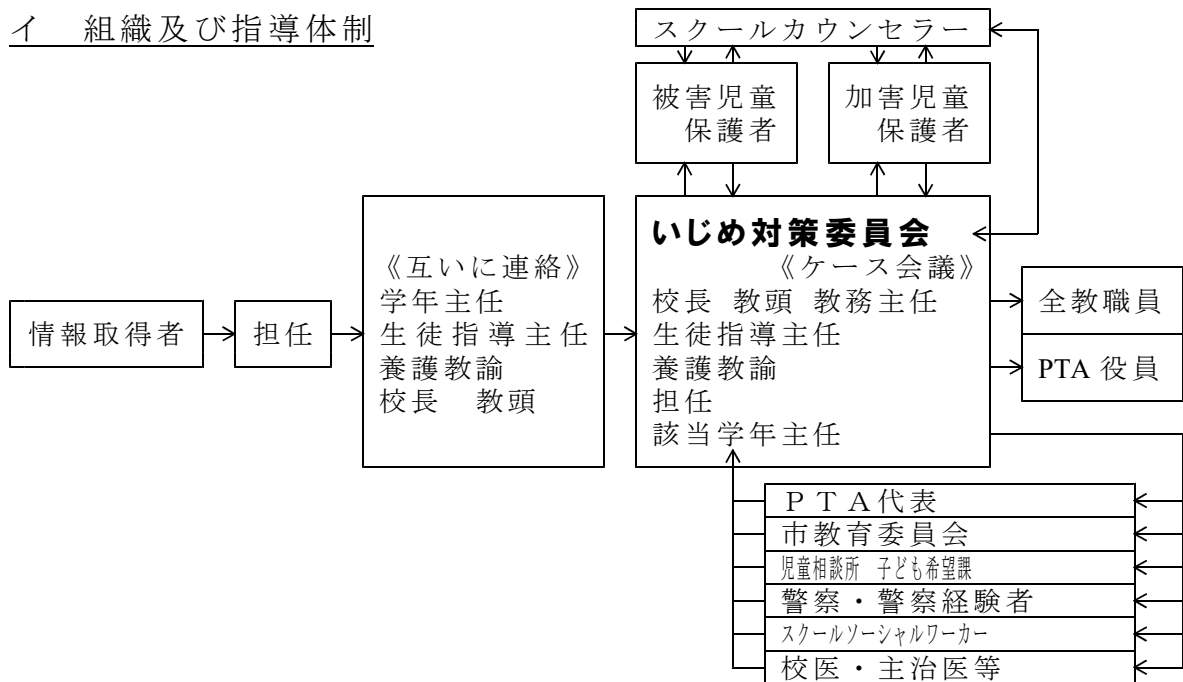 イ　組織及び指導体制
スクールカウンセラー
被害児童
保護者
加害児童
保護者
情報取得者
担任
《互いに連絡》
学年主任
生徒指導主任
養護教諭
校長　教頭
いじめ対策委員会
《ケース会議》
校長 教頭 教務主任
生徒指導主任
養護教諭
担任
該当学年主任
全教職員
PTA 役員
ＰＴＡ代表
市教育委員会
児童相談所　子ども希望課
警察・警察経験者
スクールソーシャルワーカー
校医・主治医等